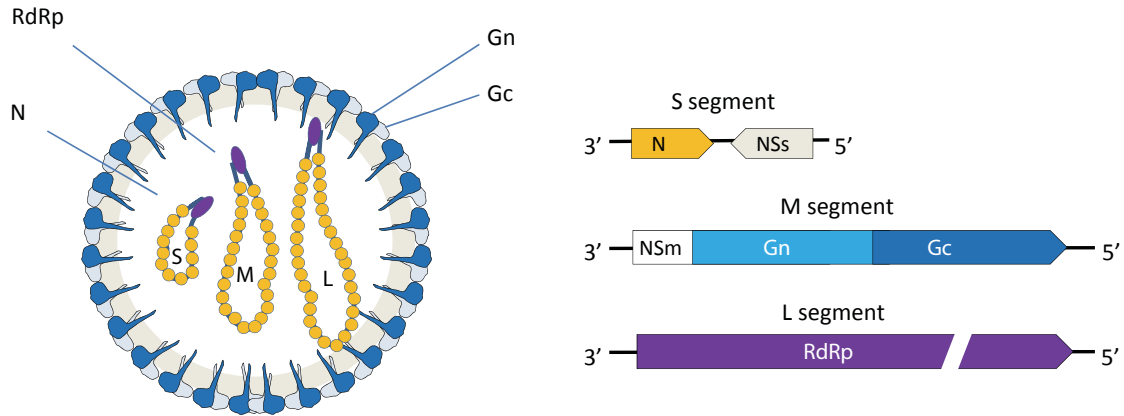 RdRp
N
Gn
Gc
S
M
L
S segment
3’ N NSs 5’
M segment
3’ NSm Gn Gc 5’
L segment
3’ RdRp 5’